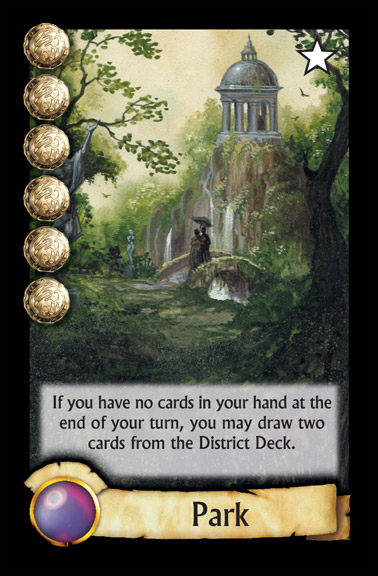 If you have no cards in your hand at the
end of your turn, you may draw two
cards from the District Deck.
Park